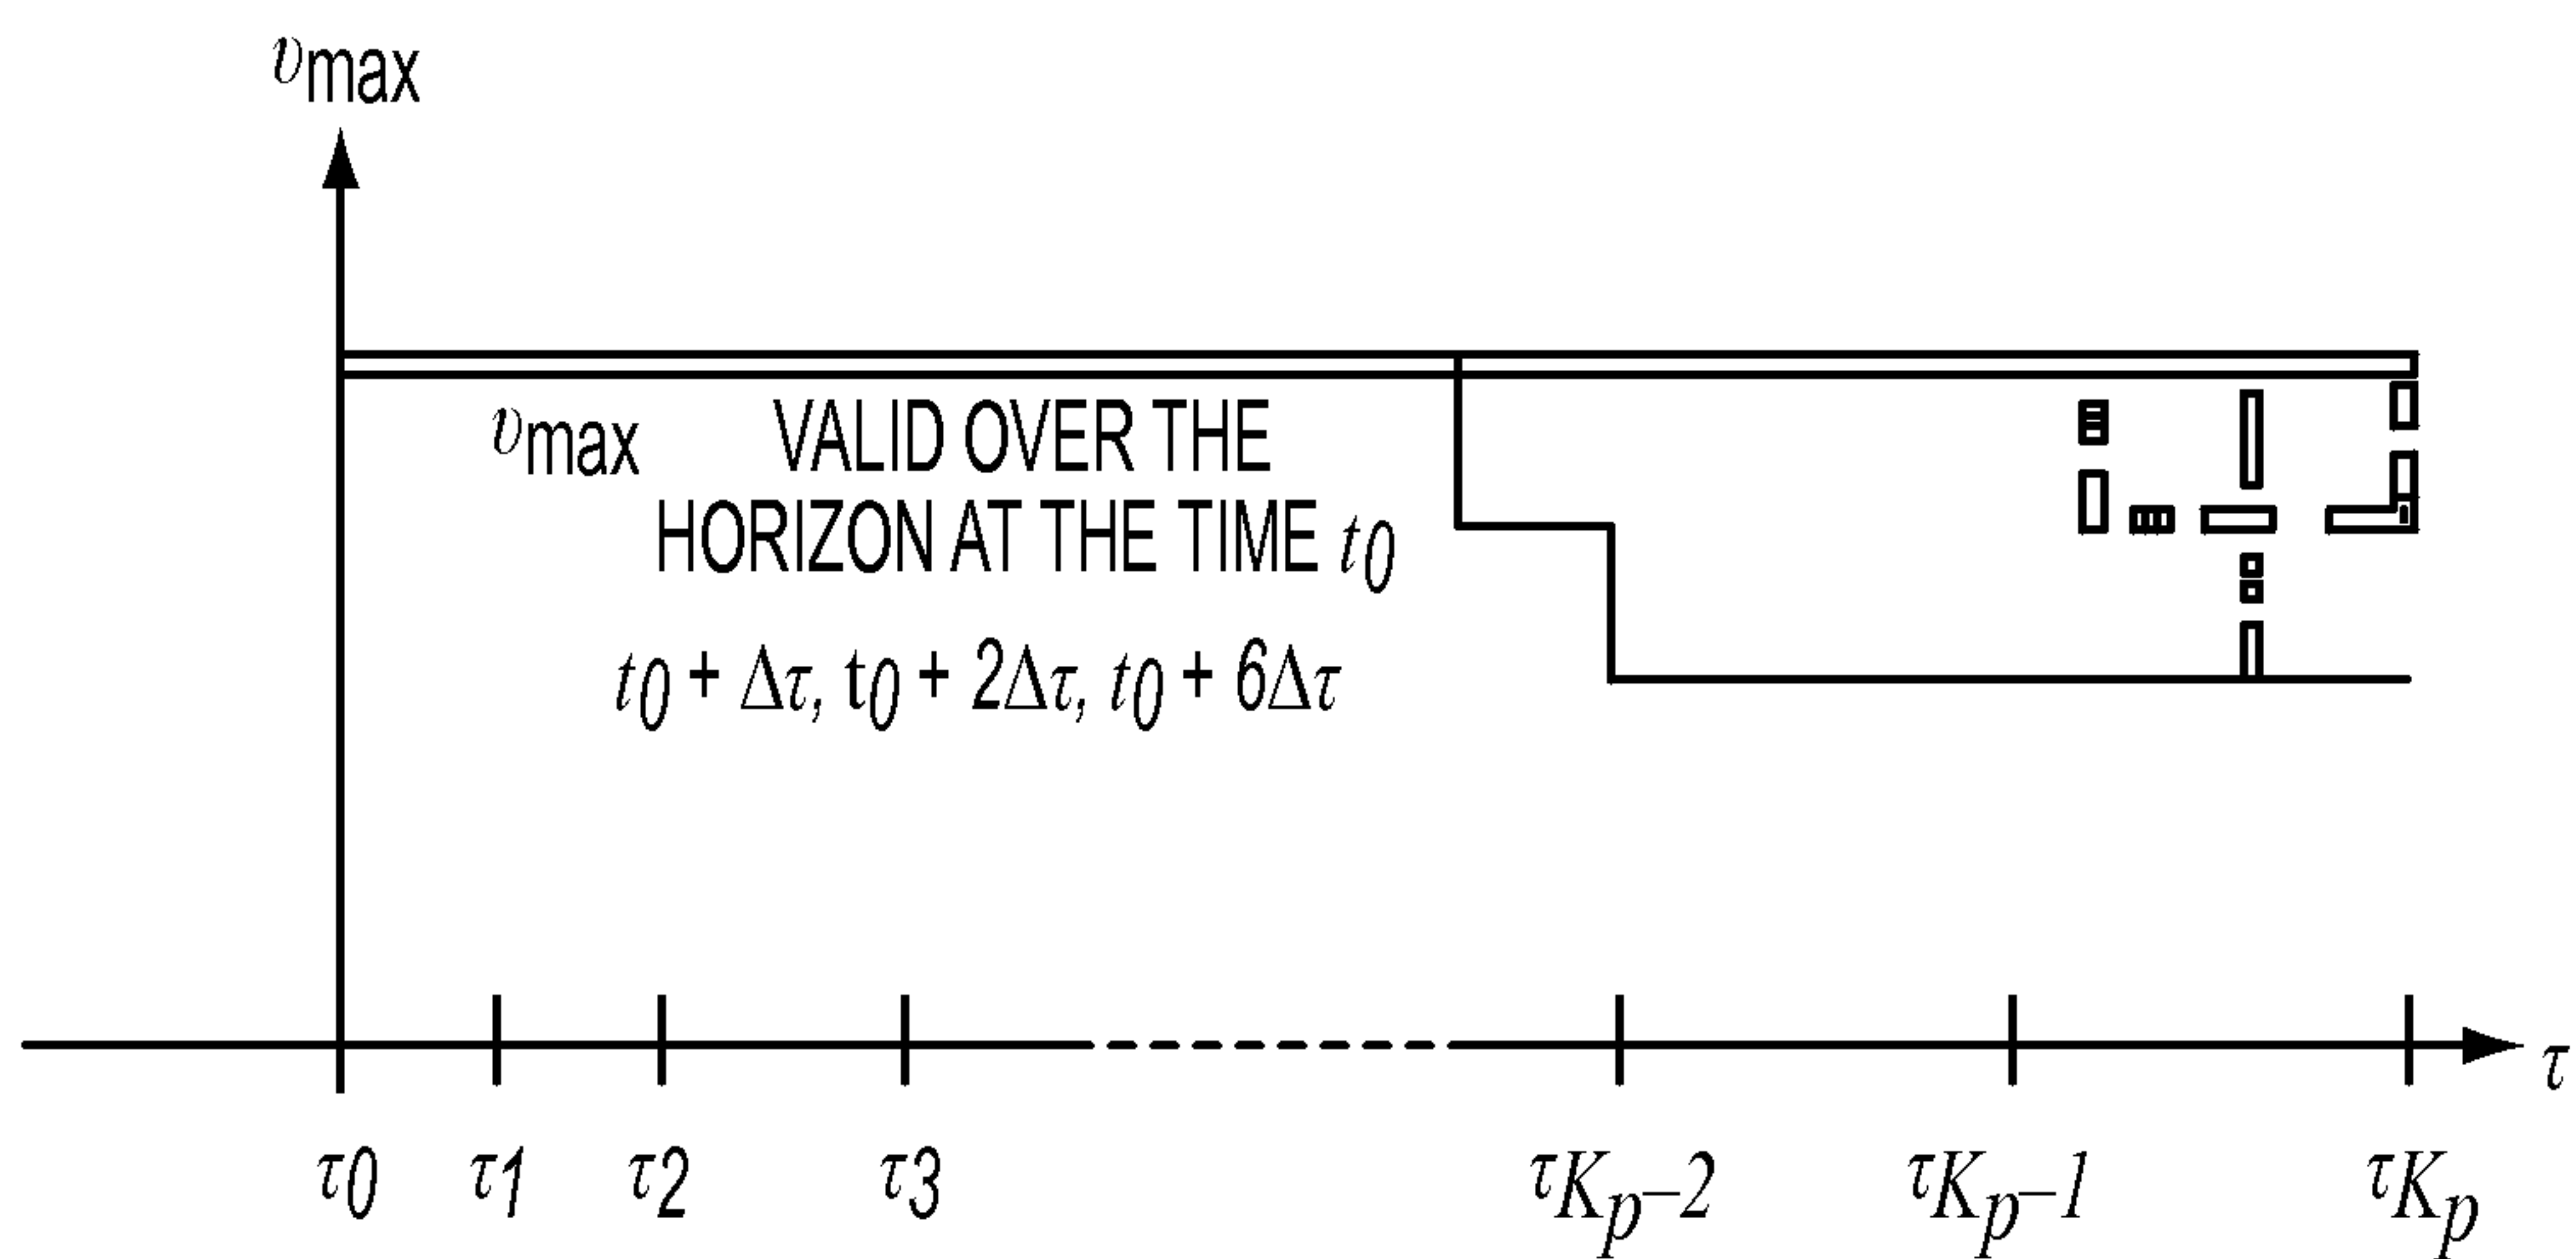 υmax
υmax VALID OVER THE
HORIZON AT THE TIME t0
t0 + Δτ, t0 + 2Δτ, t0 + 6Δτ
τ
τ0 τ1 τ2 τ3 τKp–2 τKp–1 τKp